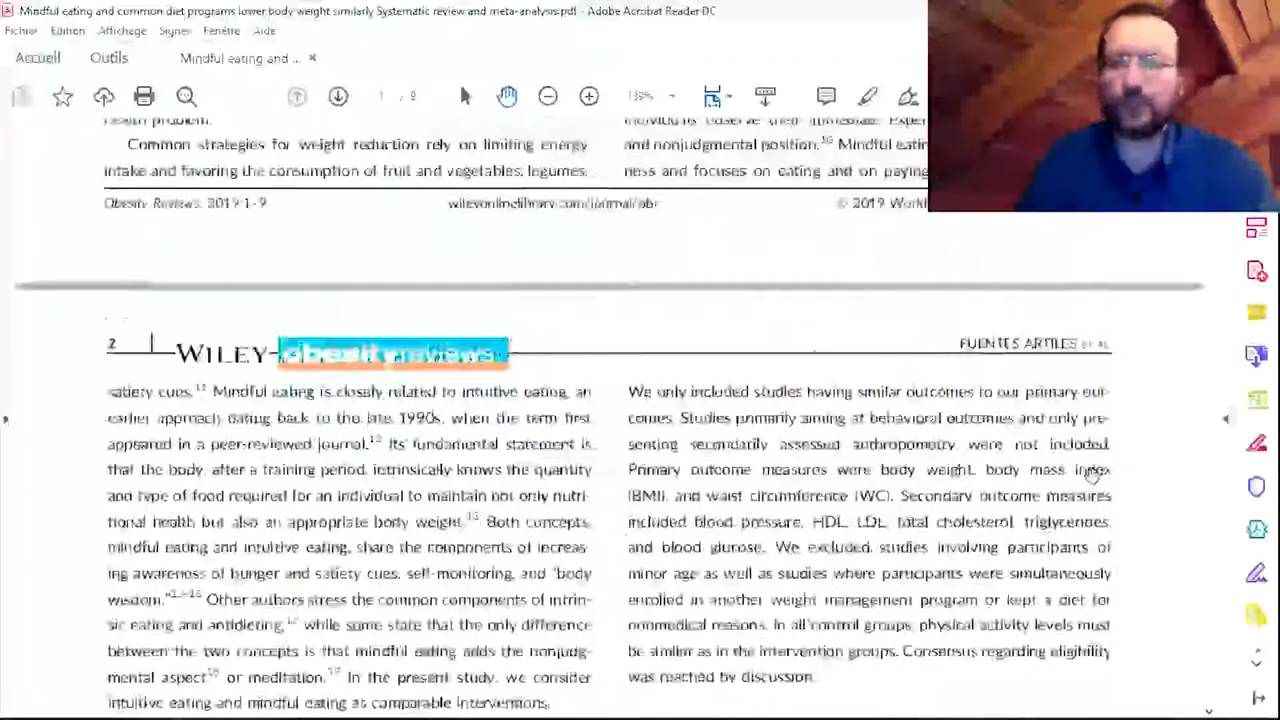 Mindful eating and common diet programs lower body weight similarly Systematic review and meta-analysis.pdf - Adobe Acrobat Reader DC
Fichier Edition Affichage Signer Fenêtre Aide
Accueil Outils Mindful eating and ... ×
1 / 9 139%
health problem.
Common strategies for weight reduction rely on limiting energy
intake and favoring the consumption of fruit and vegetables, legumes,
individuals observe their immediate
and nonjudgmental position.16 Mindful
ness and focuses on eating and on paying
Obesity Reviews. 2019;1-9 wileyonlinelibrary.com/journal/obr © 2019 World
2 WILEY obesity reviews FUENTES ARTILES ET AL.
satiety cues.11 Mindful eating is closely related to intuitive eating, an
earlier approach dating back to the late 1990s, when the term first
appeared in a peer-reviewed journal. Its fundamental statement is
that the body, after a training period, intrinsically knows the quantity
and type of food required for an individual to maintain not only nutri-
tional health but also an appropriate body weight. Both concepts,
mindful eating and intuitive eating, share the components of increas-
ing awareness of hunger and satiety cues, self-monitoring, and "body
wisdom." Other authors stress the common components of intrin-
sic eating and antidieting, while some state that the only difference
between the two concepts is that mindful eating adds the nonjudg-
mental aspect or meditation. In the present study, we consider
intuitive eating and mindful eating as comparable interventions.
We only included studies having similar outcomes to our primary out-
comes. Studies primarily aiming at behavioral outcomes and only pre-
senting secondarily assessed anthropometry were not included.
Primary outcome measures were body weight, body mass index
(BMI), and waist circumference (WC). Secondary outcome measures
included blood pressure, HDL, LDL, total cholesterol, triglycerides,
and blood glucose. We excluded studies involving participants of
minor age as well as studies where participants were simultaneously
enrolled in another weight management program or kept a diet for
nonmedical reasons. In all control groups, physical activity levels must
be similar as in the intervention groups. Consensus regarding eligibility
was reached by discussion.